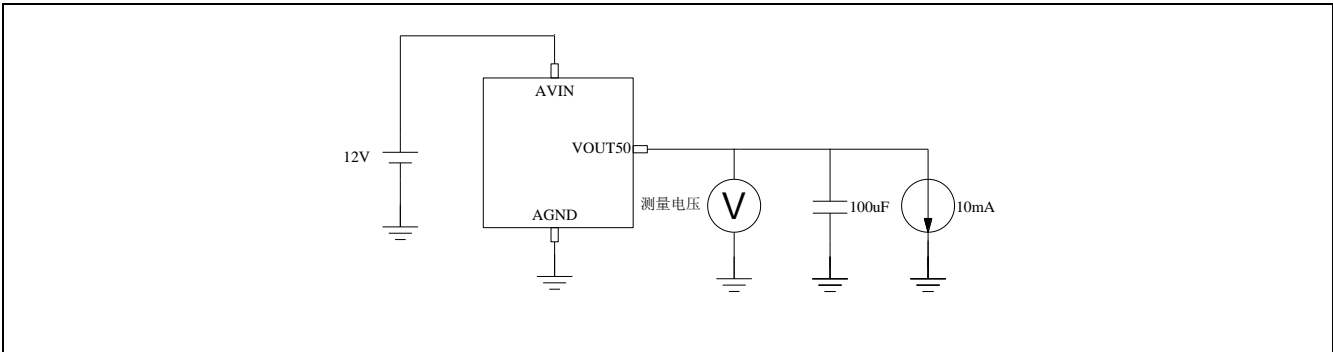 AVIN
VOUT50
12V
测量电压
V
100uF
10mA
AGND